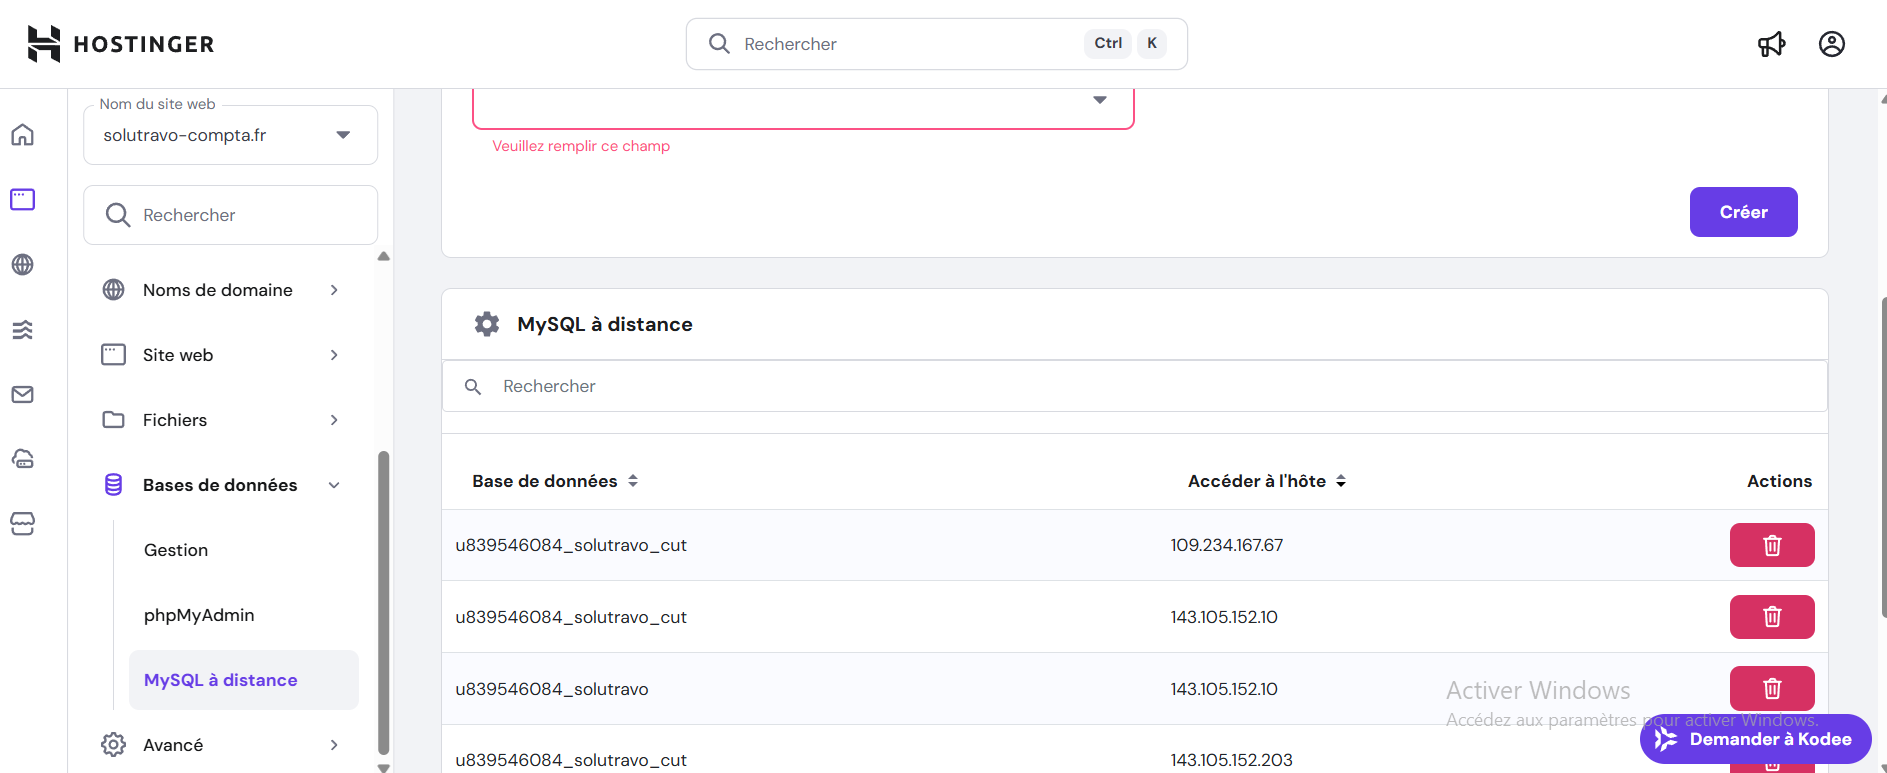 HOSTINGER
Rechercher
Ctrl
K
Nom du site web
solutravo-compta.fr
Rechercher
Noms de domaine
Site web
Fichiers
Bases de données
Gestion
phpMyAdmin
MySQL à distance
Avancé
Veuillez remplir ce champ
Créer
MySQL à distance
Rechercher
Base de données
Accéder à l'hôte
Actions
u839546084_solutravo_cut
109.234.167.67
u839546084_solutravo_cut
143.105.152.10
u839546084_solutravo
143.105.152.10
u839546084_solutravo_cut
143.105.152.203
Activer Windows
Accédez aux paramètres pour activer Windows.
Demander à Kodee